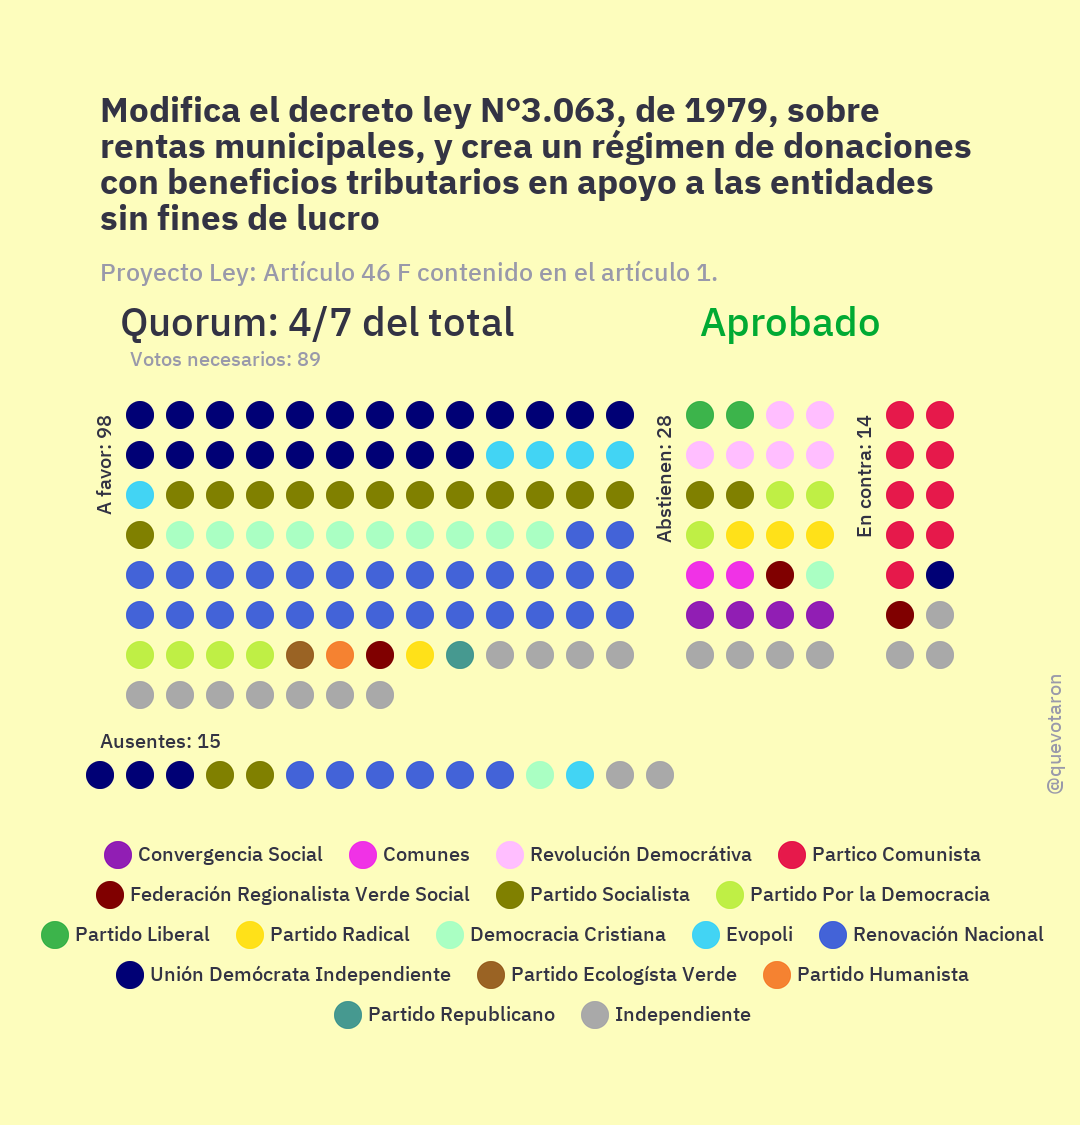 Modifica el decreto ley N°3.063, de 1979, sobre
rentas municipales, y crea un régimen de donaciones
con beneficios tributarios en apoyo a las entidades
sin fines de lucro
Proyecto Ley: Artículo 46 F contenido en el artículo 1.
Quorum: 4/7 del total
Aprobado
Votos necesarios: 89
A favor: 98
Abstienen: 28
En contra: 14
Ausentes: 15
@quevotaron
Convergencia Social
Comunes
Revolución Democrátiva
Partico Comunista
Federación Regionalista Verde Social
Partido Socialista
Partido Por la Democracia
Partido Liberal
Partido Radical
Democracia Cristiana
Evopoli
Renovación Nacional
Unión Demócrata Independiente
Partido Ecologísta Verde
Partido Humanista
Partido Republicano
Independiente